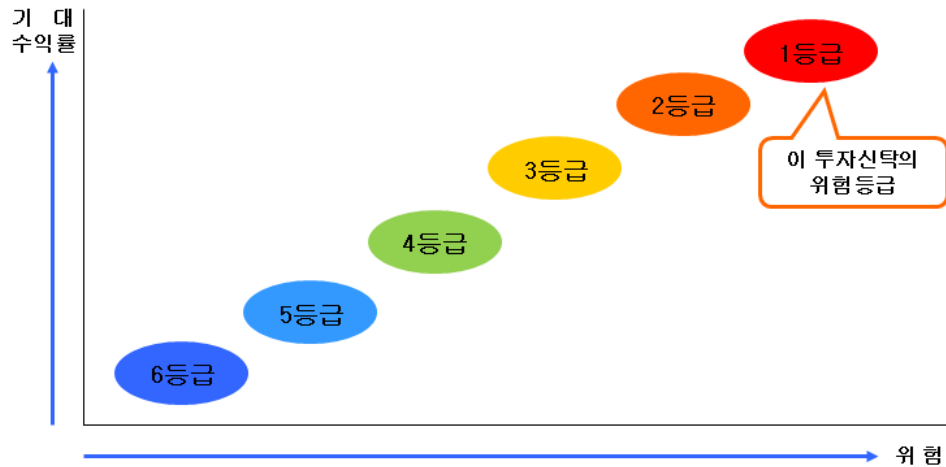 기 대
수익률
1등급
2등급
이 투자신탁의
위험등급
3등급
4등급
5등급
6등급
위 험